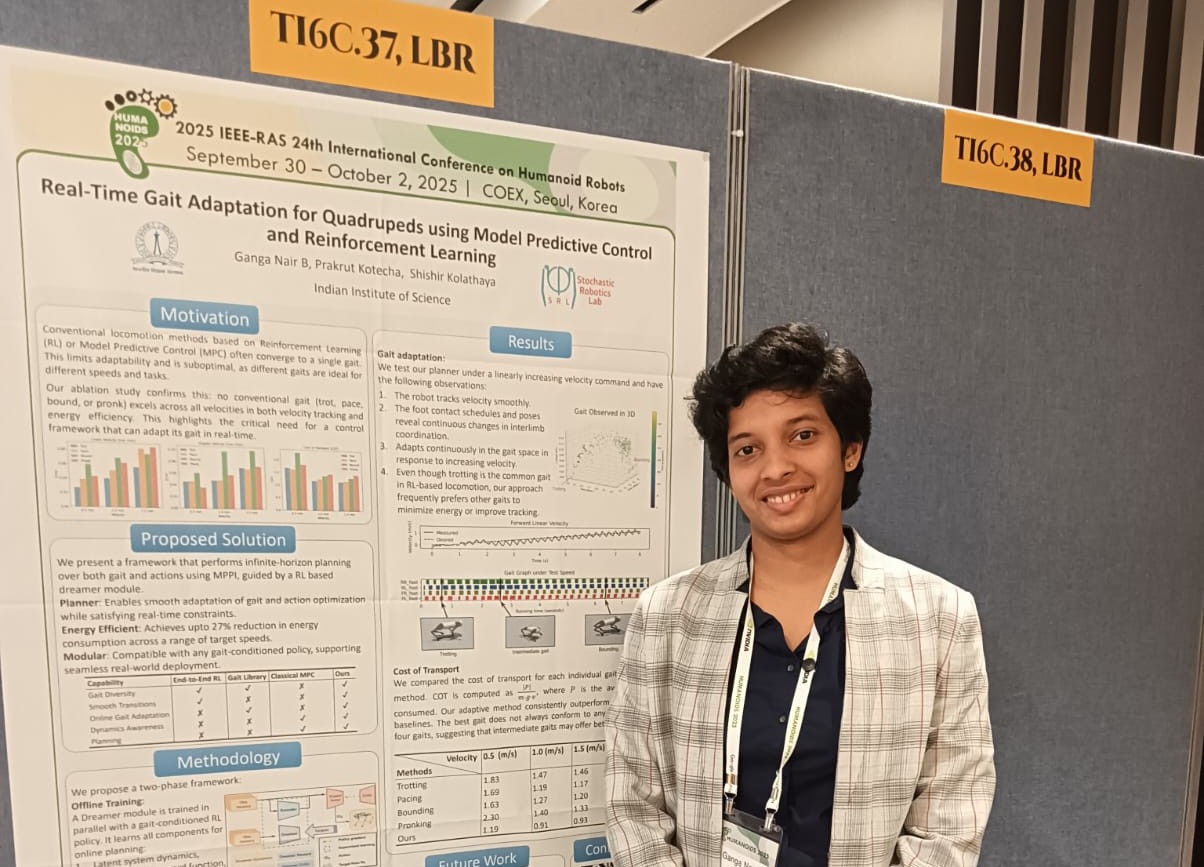 TI6C.37, LBR
TI6C.38, LBR
HUMA
NOIDS
2025
2025 IEEE-RAS 24th International Conference on Humanoid Robots
September 30 – October 2, 2025 | COEX, Seoul, Korea
Real-Time Gait Adaptation for Quadrupeds using Model Predictive Control
and Reinforcement Learning
Ganga Nair B, Prakrut Kotecha, Shishir Kolathaya
Indian Institute of Science
S R L
Stochastic
Robotics
Lab
Motivation
Conventional locomotion methods based on Reinforcement Learning
(RL) or Model Predictive Control (MPC) often converge to a single gait.
This limits adaptability and is suboptimal, as different gaits are ideal for
different speeds and tasks.
Our ablation study confirms this: no conventional gait (trot, pace,
bound, or pronk) excels across all velocities in both velocity tracking and
energy efficiency. This highlights the critical need for a control
framework that can adapt its gait in real-time.
Proposed Solution
We present a framework that performs infinite-horizon planning
over both gait and actions using MPPI, guided by a RL based
dreamer module.
Planner: Enables smooth adaptation of gait and action optimization
while satisfying real-time constraints.
Energy Efficient: Achieves upto 27% reduction in energy
consumption across a range of target speeds.
Modular: Compatible with any gait-conditioned policy, supporting
seamless real-world deployment.
Capability End-to-End RL Gait Library Classical MPC Ours
Gait Diversity ✓ ✓ ✗ ✓
Smooth Transitions ✓ ✗ ✗ ✓
Online Gait Adaptation ✗ ✓ ✗ ✓
Dynamics Awareness ✗ ✗ ✓ ✓
Planning ✗ ✗ ✓ ✓
Methodology
We propose a two-phase framework:
Offline Training:
A Dreamer module is trained in
parallel with a gait-conditioned RL
policy. It learns all components for
online planning:
1. Latent system dynamics,
Results
Gait adaptation:
We test our planner under a linearly increasing velocity command and have
the following observations:
1. The robot tracks velocity smoothly.
2. The foot contact schedules and poses
reveal continuous changes in interlimb
coordination.
3. Adapts continuously in the gait space in
response to increasing velocity.
4. Even though trotting is the common gait
in RL-based locomotion, our approach
frequently prefers other gaits to
minimize energy or improve tracking.
Gait Observed in 3D
Forward Linear Velocity
Measured
Desired
Time (s)
Gait Graph under Test Speed
Trotting
Intermediate gait
Bounding
Cost of Transport
We compared the cost of transport for each individual gait
method. COT is computed as |P|/m·g·v, where P is the
consumed. Our adaptive method consistently outperform
baselines. The best gait does not always conform to any
four gaits, suggesting that intermediate gaits may offer
Velocity 0.5 (m/s) 1.0 (m/s) 1.5 (m/s)
Methods
Trotting 1.83 1.47 1.46
Pacing 1.69 1.19 1.17
Bounding 1.63 1.27 1.20
Pronking 2.30 1.40 1.33
Ours 1.19 0.91 0.93
Future Work
NVIDIA
HUMANOIDS 2025
Google
HUMANOIDS 2025
Ganga